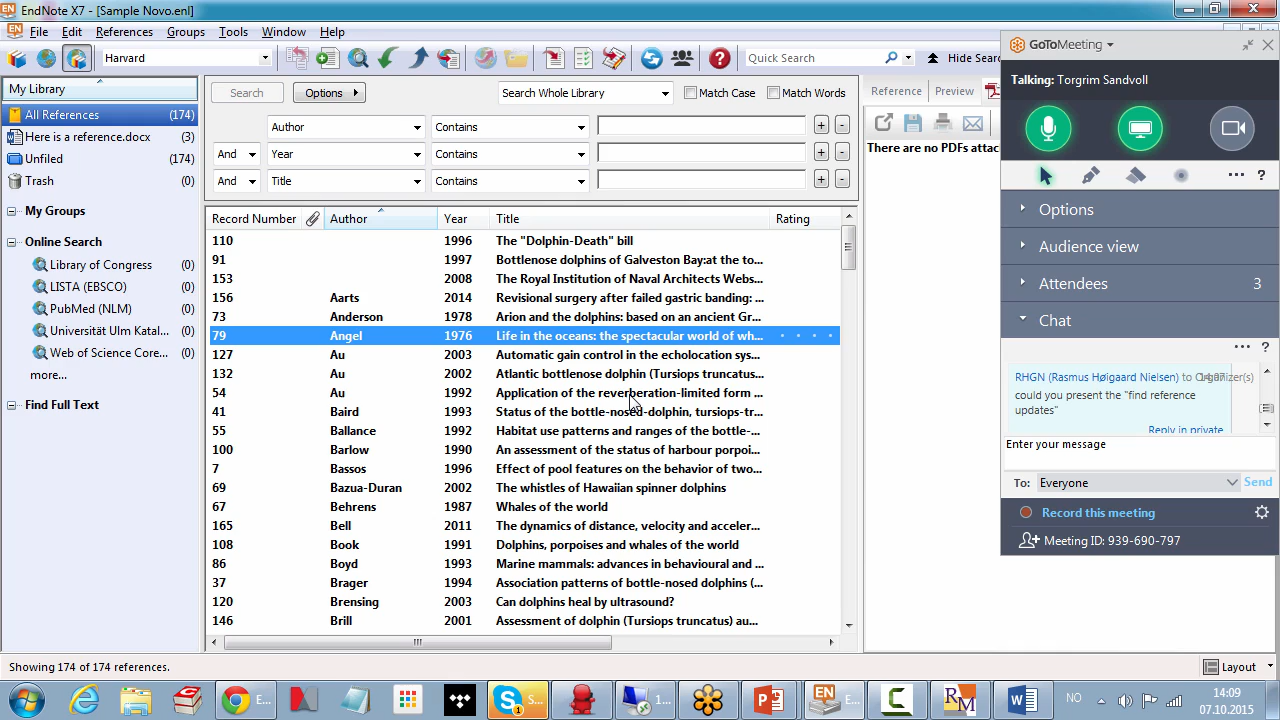 EndNote X7 - [Sample Novo.enl]
File Edit References Groups Tools Window Help
Harvard
Quick Search
Hide Searc
My Library
All References (174)
Here is a reference.docx (3)
Unfiled (174)
Trash (0)
My Groups
Online Search
Library of Congress (0)
LISTA (EBSCO) (0)
PubMed (NLM) (0)
Universität Ulm Katal... (0)
Web of Science Core... (0)
more...
Find Full Text
Search Options Search Whole Library Match Case Match Words
Author Contains + -
And Year Contains + -
And Title Contains + -
Record Number Author Year Title Rating
110 1996 The "Dolphin-Death" bill
91 1997 Bottlenose dolphins of Galveston Bay:at the to...
153 2008 The Royal Institution of Naval Architects Webs...
156 Aarts 2014 Revisional surgery after failed gastric banding: ...
73 Anderson 1978 Arion and the dolphins: based on an ancient Gr...
79 Angel 1976 Life in the oceans: the spectacular world of wh...
127 Au 2003 Automatic gain control in the echolocation sys...
132 Au 2002 Atlantic bottlenose dolphin (Tursiops truncatus...
54 Au 1992 Application of the reverberation-limited form ...
41 Baird 1993 Status of the bottle-nosed-dolphin, tursiops-tr...
55 Ballance 1992 Habitat use patterns and ranges of the bottle-...
100 Barlow 1990 An assessment of the status of harbour porpoi...
7 Bassos 1996 Effect of pool features on the behavior of two...
69 Bazua-Duran 2002 The whistles of Hawaiian spinner dolphins
67 Behrens 1987 Whales of the world
165 Bell 2011 The dynamics of distance, velocity and acceler...
108 Book 1991 Dolphins, porpoises and whales of the world
86 Boyd 1993 Marine mammals: advances in behavioural and ...
37 Brager 1994 Association patterns of bottle-nosed dolphins (...
120 Brensing 2003 Can dolphins heal by ultrasound?
146 Brill 2001 Assessment of dolphin (Tursiops truncatus) au...
Reference Preview
There are no PDFs attac
GoToMeeting
Talking: Torgrim Sandvoll
Options
Audience view
Attendees 3
Chat
RHGN (Rasmus Højgaard Nielsen) to Organizer(s)
could you present the "find reference
updates"
Reply in private
Enter your message
To: Everyone Send
Record this meeting
Meeting ID: 939-690-797
Showing 174 of 174 references.
Layout
E... S... 1 1... E... NO 14:09
07.10.2015